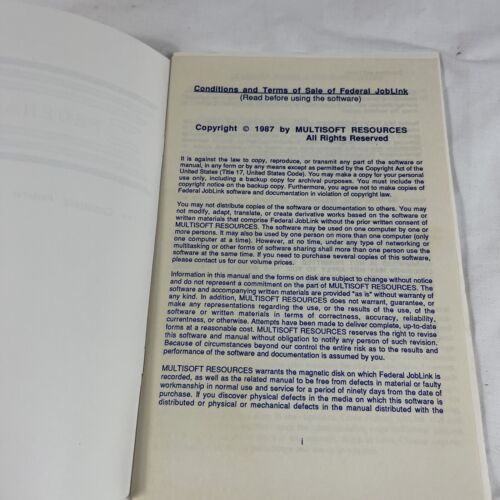 Conditions and Terms of Sale of Federal JobLink
(Read before using the software)
Copyright © 1987 by MULTISOFT RESOURCES
All Rights Reserved
It is against the law to copy, reproduce, or transmit any part of the software or
manual, in any form or by any means except as permitted by the Copyright Act of the
United States (Title 17, United States Code). You may make a copy for your personal
use only, including a backup copy for archival purposes. You must include the
copyright notice on the backup copy. Furthermore, you agree not to make copies of
Federal JobLink software and documentation in violation of copyright law.
You may not distribute copies of the software or documentation to others. You may
not modify, adapt, translate, or create derivative works based on the software or
written materials that comprise Federal JobLink without the prior written consent of
MULTISOFT RESOURCES. The software may be used on one computer by one or
more persons. It may also be used by one person on more than one computer (only
one computer at a time). However, at no time, under any type of networking or
multitasking or other forms of software sharing shall more than one person use the
software at the same time. If you need to purchase several copies of this software,
please contact us for our volume prices.
Information in this manual and the forms on disk are subject to change without notice
and do not represent a commitment on the part of MULTISOFT RESOURCES. The
software and accompanying written materials are provided "as is" without warranty of
any kind. In addition, MULTISOFT RESOURCES does not warrant, guarantee, or
make any representations regarding the use, or the results of the use, of the
software or written materials in terms of correctness, accuracy, reliability,
currentness, or otherwise. Attempts have been made to deliver complete, up-to-date
forms at a reasonable cost. MULTISOFT RESOURCES reserves the right to revise
this software and manual without obligation to notify any person of such revision.
Because of circumstances beyond our control the entire risk as to the results and
performance of the software and documentation is assumed by you.
MULTISOFT RESOURCES warrants the magnetic disk on which Federal JobLink is
recorded, as well as the related manual to be free from defects in material or faulty
workmanship in normal use and service for a period of ninety days from the date of
purchase. If you discover physical defects in the media on which this software is
distributed or physical or mechanical defects in the manual distributed with the
i